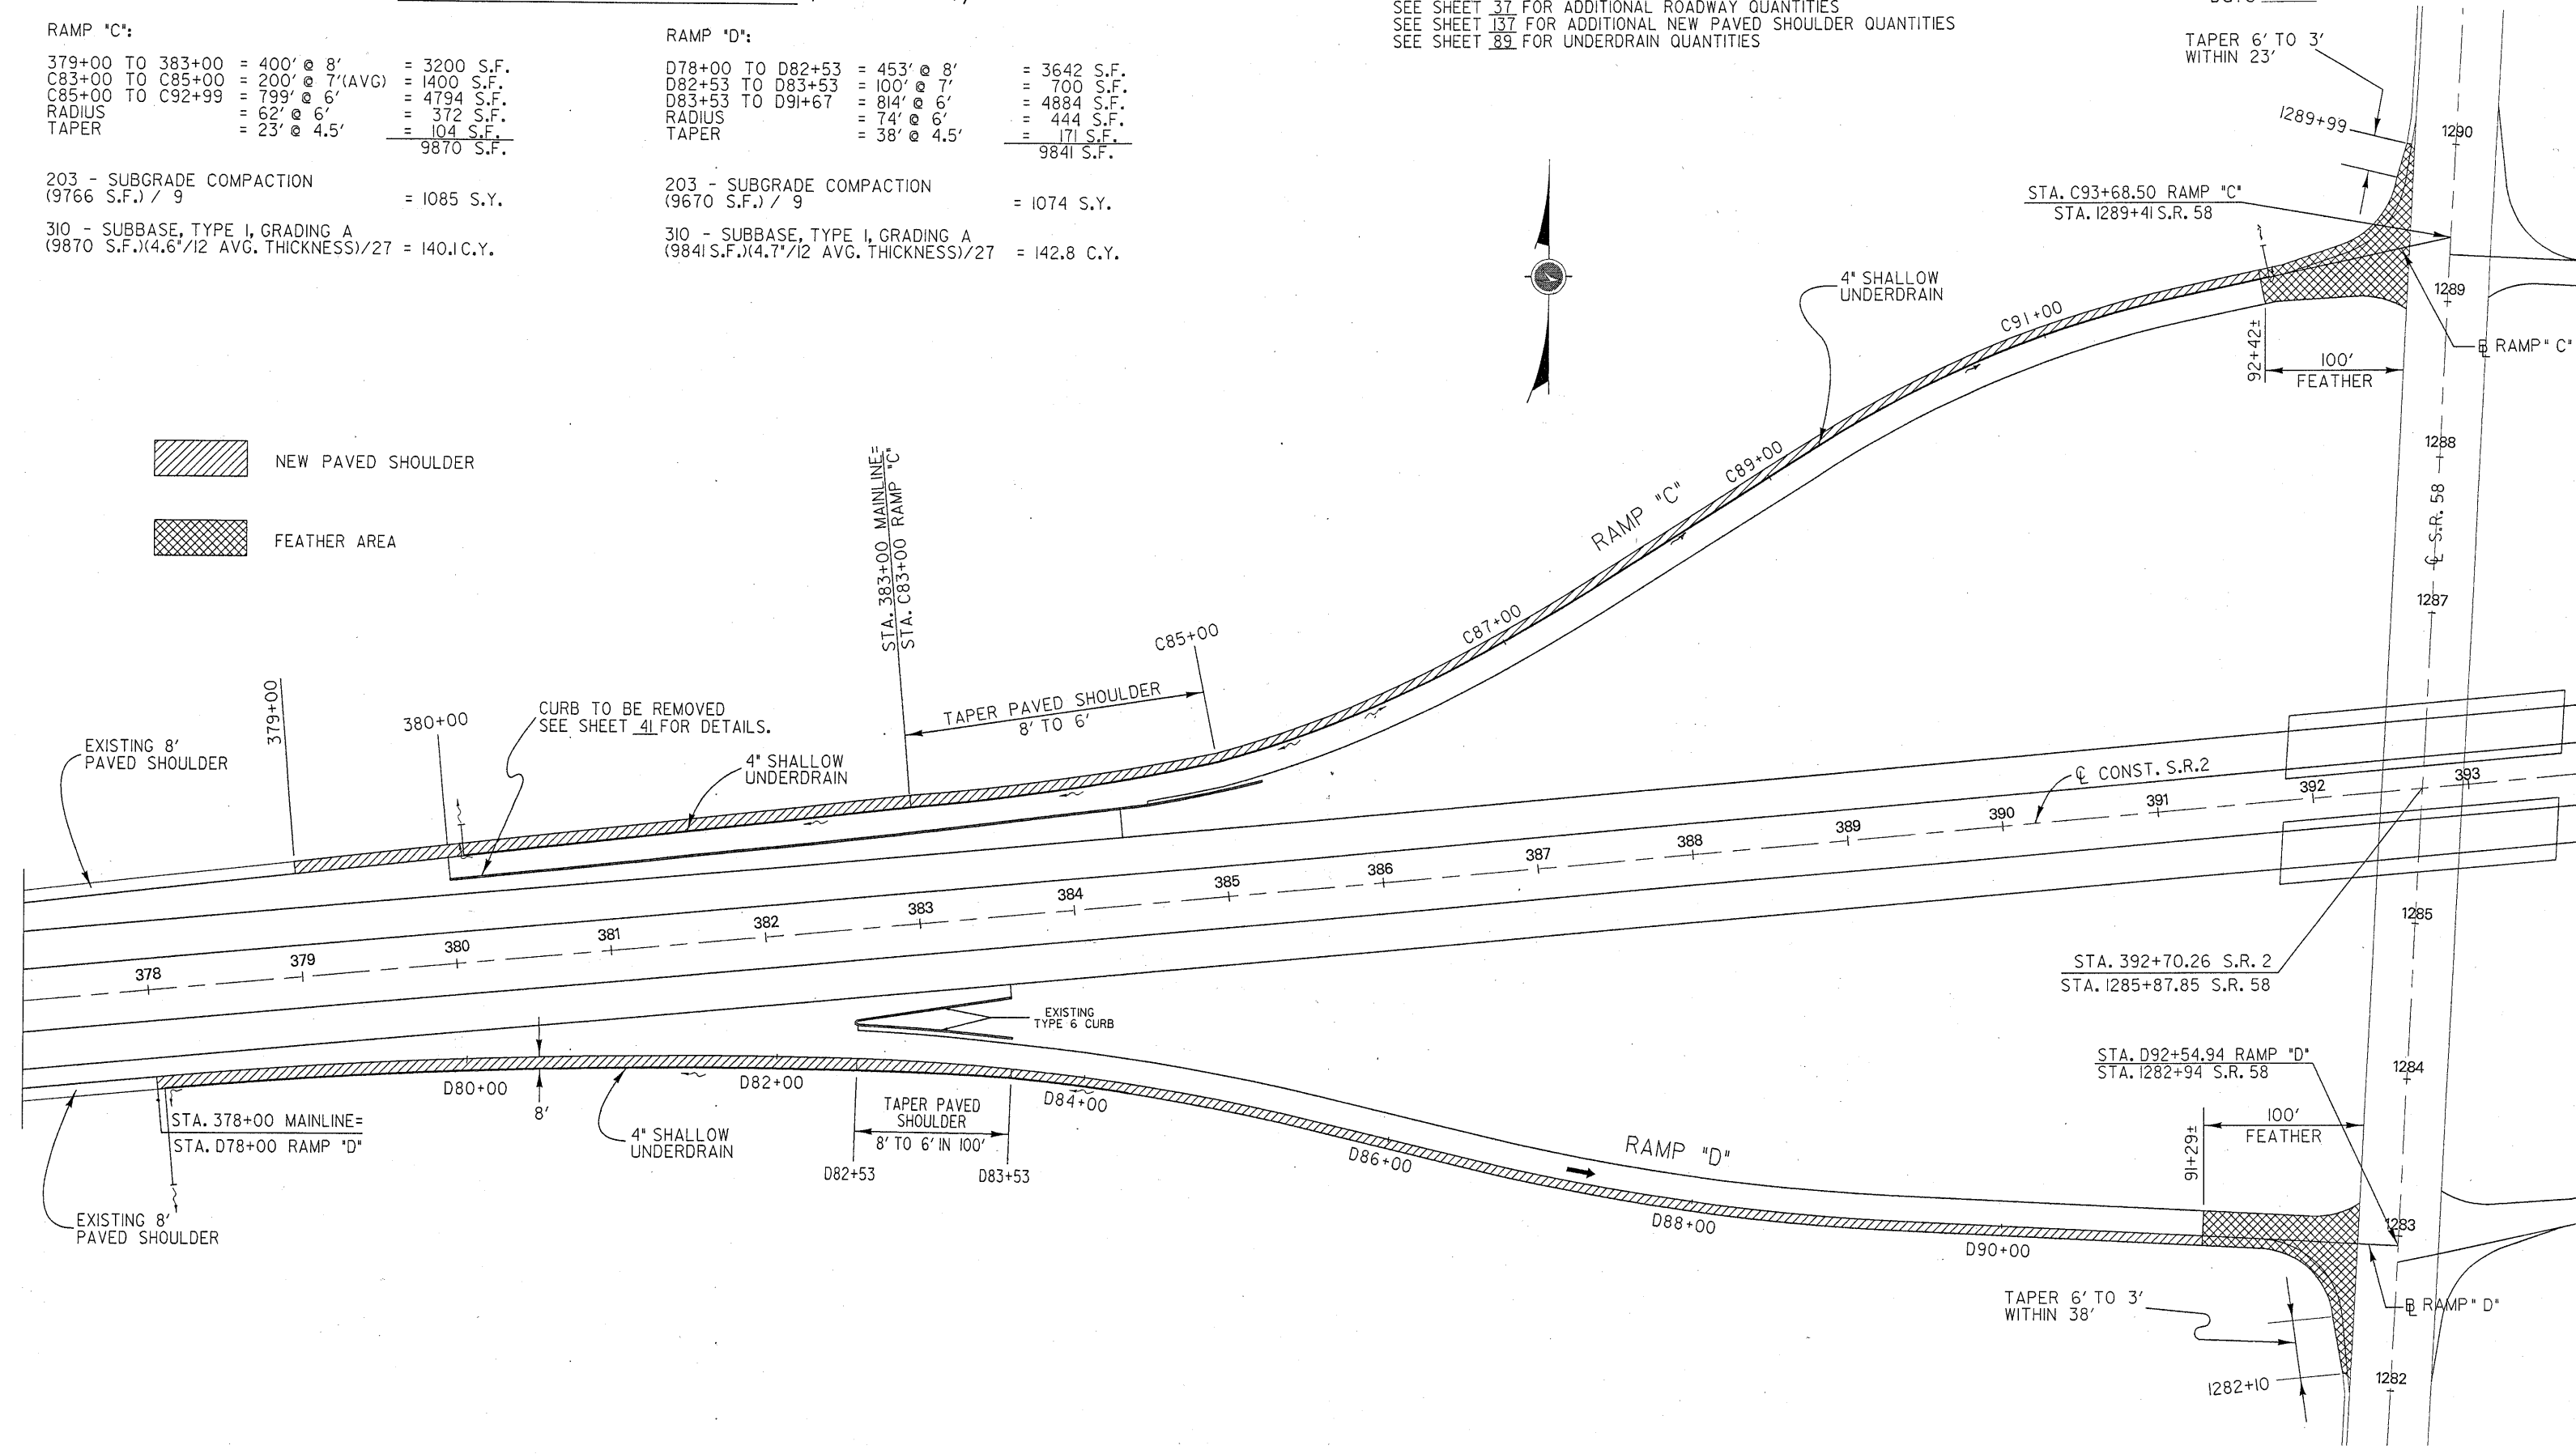 RAMP "C":
379+00 TO 383+00 = 400' @ 8' = 3200 S.F.
C83+00 TO C85+00 = 200' @ 7'(AVG) = 1400 S.F.
C85+00 TO C92+99 = 799' @ 6' = 4794 S.F.
RADIUS = 62' @ 6' = 372 S.F.
TAPER = 23' @ 4.5' = 104 S.F.
9870 S.F.
203 - SUBGRADE COMPACTION
(9766 S.F.) / 9 = 1085 S.Y.
310 - SUBBASE, TYPE I, GRADING A
(9870 S.F.)(4.6"/12 AVG. THICKNESS)/27 = 140.1 C.Y.
RAMP "D":
D78+00 TO D82+53 = 453' @ 8' = 3642 S.F.
D82+53 TO D83+53 = 100' @ 7' = 700 S.F.
D83+53 TO D91+67 = 814' @ 6' = 4884 S.F.
RADIUS = 74' @ 6' = 444 S.F.
TAPER = 38' @ 4.5' = 171 S.F.
9841 S.F.
203 - SUBGRADE COMPACTION
(9670 S.F.) / 9 = 1074 S.Y.
310 - SUBBASE, TYPE I, GRADING A
(9841 S.F.)(4.7"/12 AVG. THICKNESS)/27 = 142.8 C.Y.
SEE SHEET 37 FOR ADDITIONAL ROADWAY QUANTITIES
SEE SHEET 137 FOR ADDITIONAL NEW PAVED SHOULDER QUANTITIES
SEE SHEET 89 FOR UNDERDRAIN QUANTITIES
TAPER 6' TO 3'
WITHIN 23'
1289+99
1290
STA. C93+68.50 RAMP "C"
STA. 1289+41 S.R. 58
4" SHALLOW
UNDERDRAIN
1289
C91+00
92+42±
100'
FEATHER
℄ RAMP "C"
NEW PAVED SHOULDER
FEATHER AREA
STA. 383+00 MAINLINE=
STA. C83+00 RAMP "C"
C89+00
RAMP "C"
1288
℄ S.R. 58
1287
C87+00
C85+00
TAPER PAVED SHOULDER
8' TO 6'
379+00
380+00
CURB TO BE REMOVED
SEE SHEET 41 FOR DETAILS.
EXISTING 8'
PAVED SHOULDER
4" SHALLOW
UNDERDRAIN
℄ CONST. S.R.2
378
379
380
381
382
383
384
385
386
387
388
389
390
391
392
393
1285
STA. 392+70.26 S.R. 2
STA. 1285+87.85 S.R. 58
EXISTING
TYPE 6 CURB
STA. D92+54.94 RAMP "D"
STA. 1282+94 S.R. 58
1284
D80+00
D82+00
D84+00
8'
STA. 378+00 MAINLINE=
STA. D78+00 RAMP "D"
4" SHALLOW
UNDERDRAIN
TAPER PAVED
SHOULDER
8' TO 6' IN 100'
D82+53
D83+53
D86+00
RAMP "D"
91+29±
100'
FEATHER
EXISTING 8'
PAVED SHOULDER
D88+00
D90+00
1283
TAPER 6' TO 3'
WITHIN 38'
℄ RAMP "D"
1282+10
1282